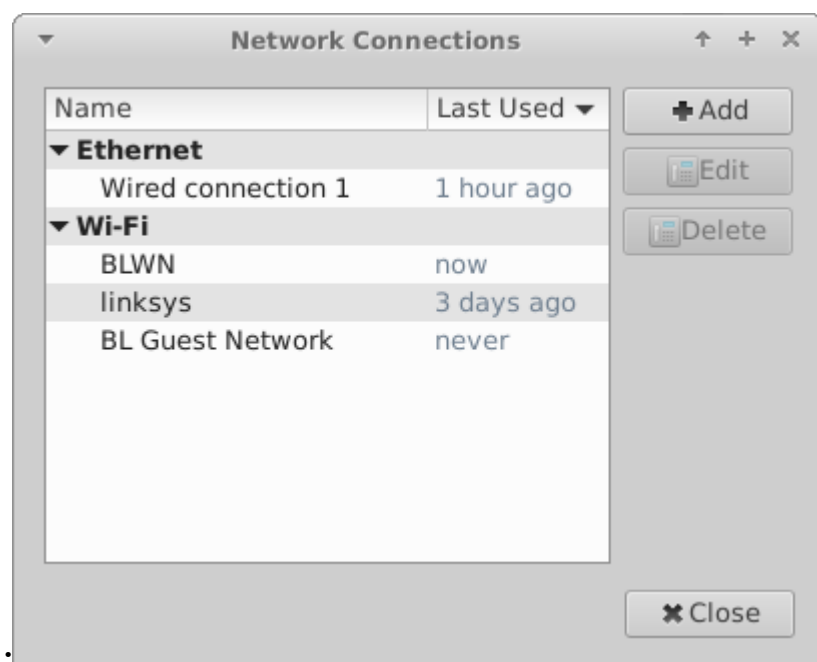 Network Connections
Name Last Used
Add
Ethernet
Edit
Wired connection 1 1 hour ago
Wi-Fi
Delete
BLWN now
linksys 3 days ago
BL Guest Network never
Close